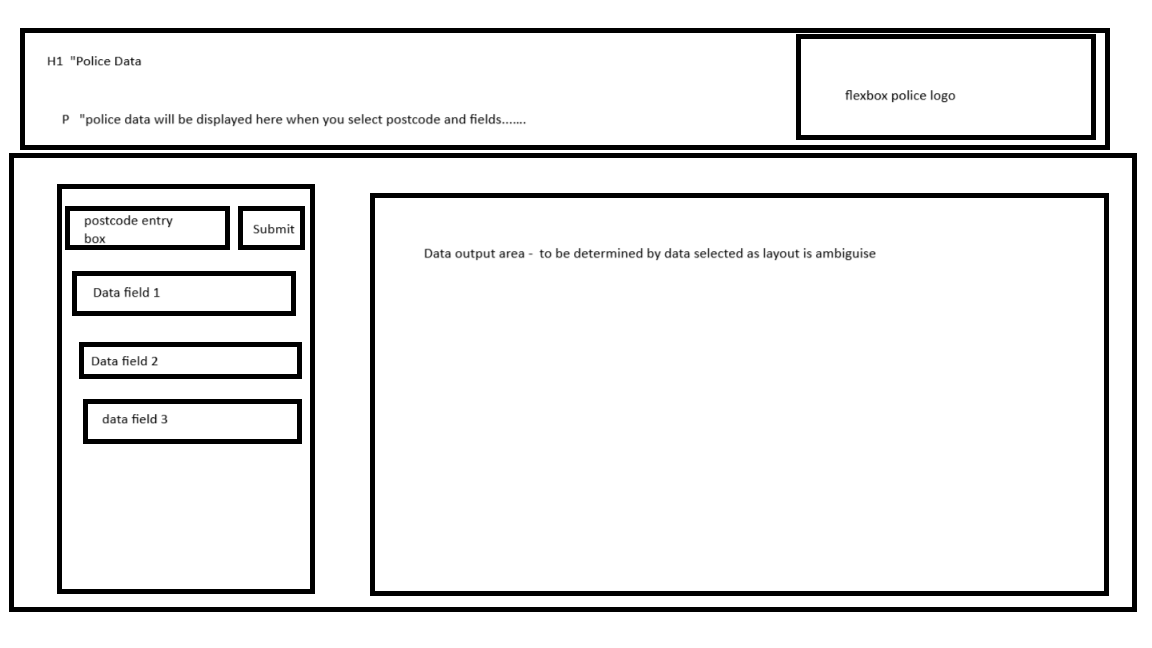 H1 "Police Data
flexbox police logo
P "police data will be displayed here when you select postcode and fields.......
postcode entry
box
Submit
Data field 1
Data field 2
data field 3
Data output area - to be determined by data selected as layout is ambiguise